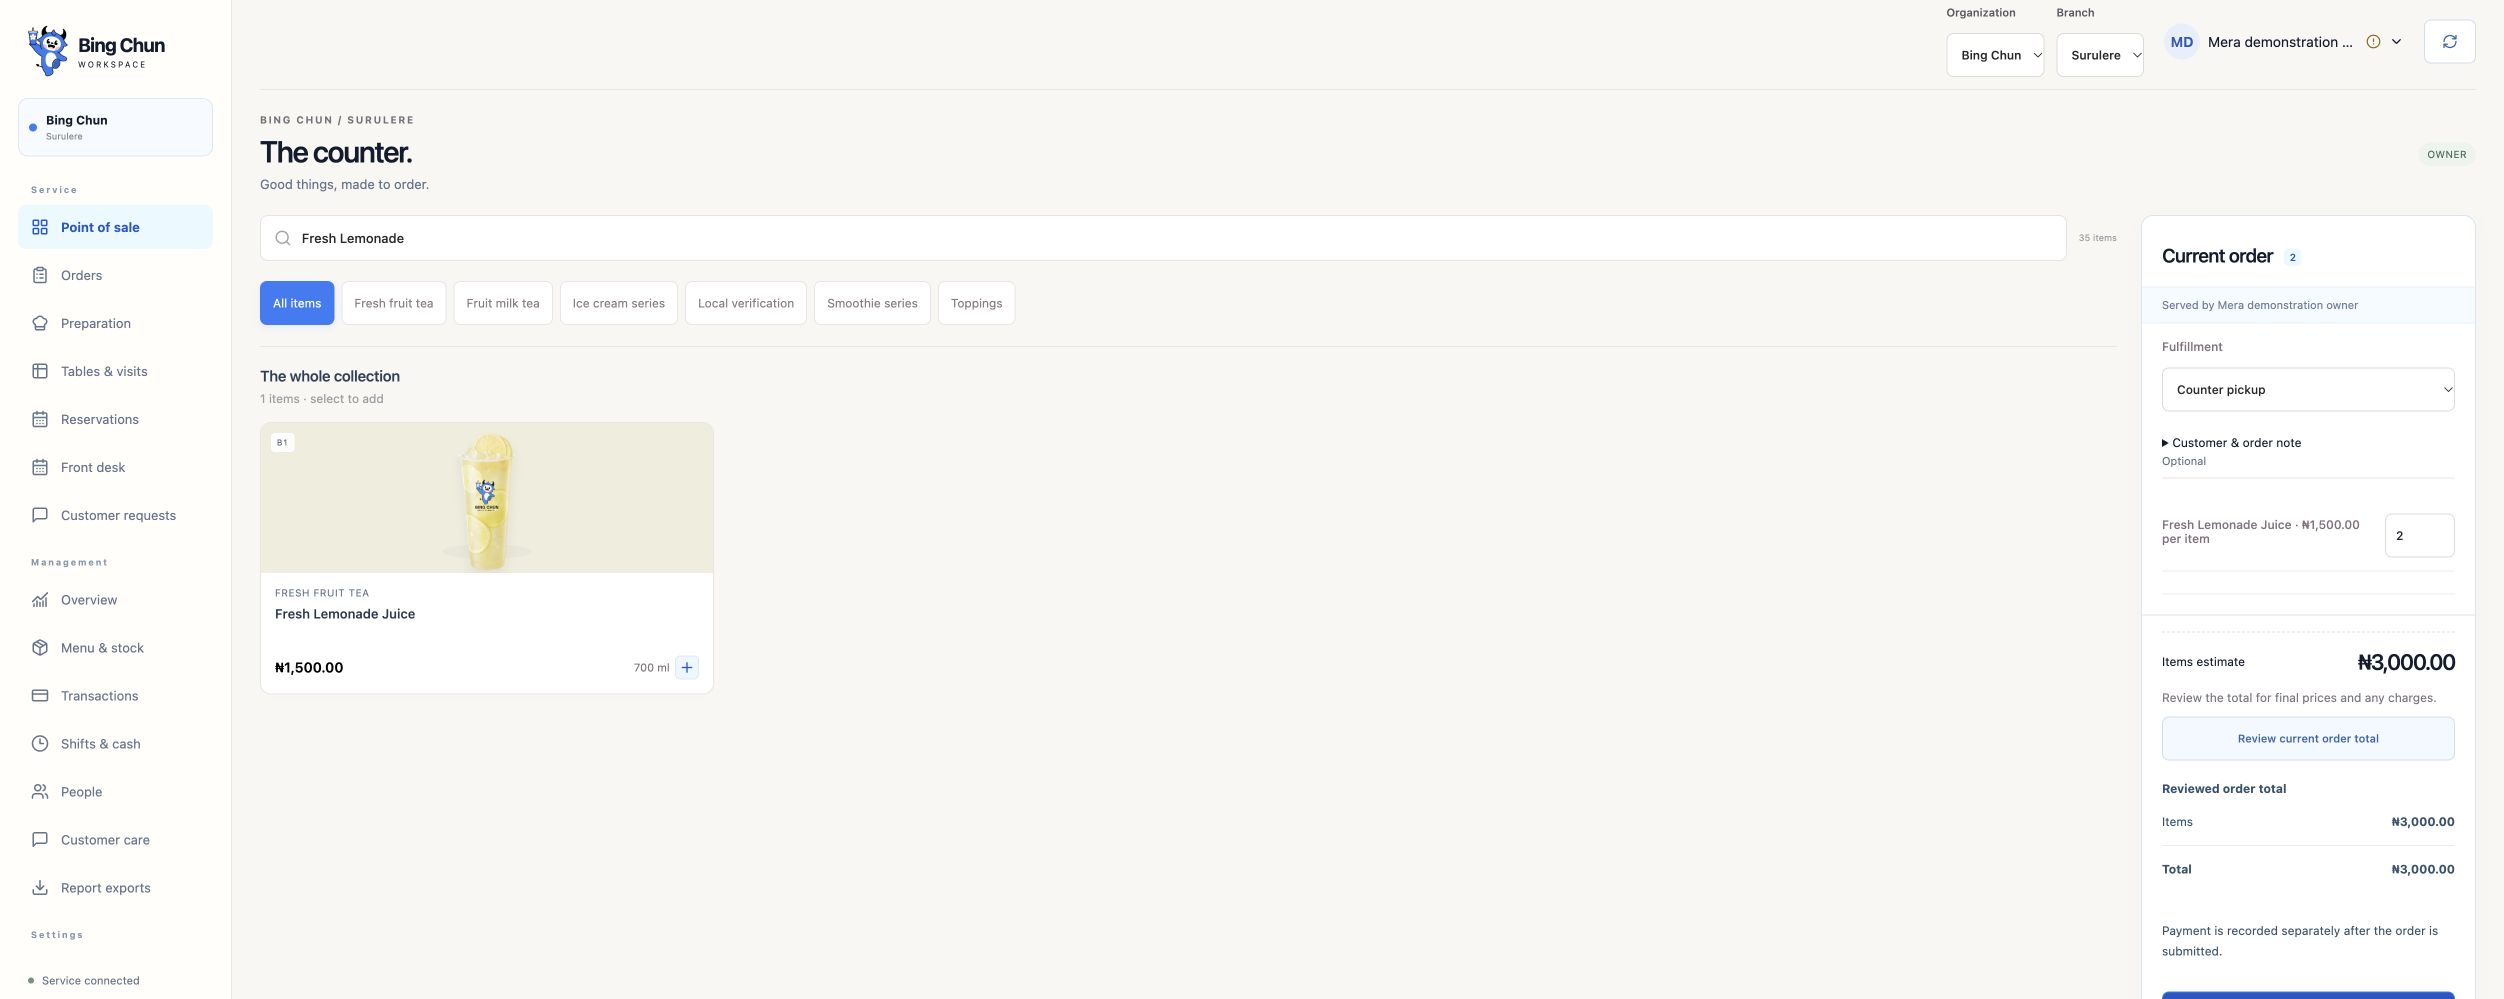 Bing Chun
WORKSPACE
Bing Chun
Surulere
Service
Point of sale
Orders
Preparation
Tables & visits
Reservations
Front desk
Customer requests
Management
Overview
Menu & stock
Transactions
Shifts & cash
People
Customer care
Report exports
Settings
Service connected
Organization
Bing Chun
Branch
Surulere
MD
Mera demonstration ...
BING CHUN / SURULERE
The counter.
Good things, made to order.
OWNER
Fresh Lemonade
35 items
All items
Fresh fruit tea
Fruit milk tea
Ice cream series
Local verification
Smoothie series
Toppings
The whole collection
1 items · select to add
B1
BING CHUN
FRESH FRUIT TEA
Fresh Lemonade Juice
₦1,500.00
700 ml
Current order
2
Served by Mera demonstration owner
Fulfillment
Counter pickup
Customer & order note
Optional
Fresh Lemonade Juice · ₦1,500.00
per item
2
Items estimate
₦3,000.00
Review the total for final prices and any charges.
Review current order total
Reviewed order total
Items
₦3,000.00
Total
₦3,000.00
Payment is recorded separately after the order is
submitted.